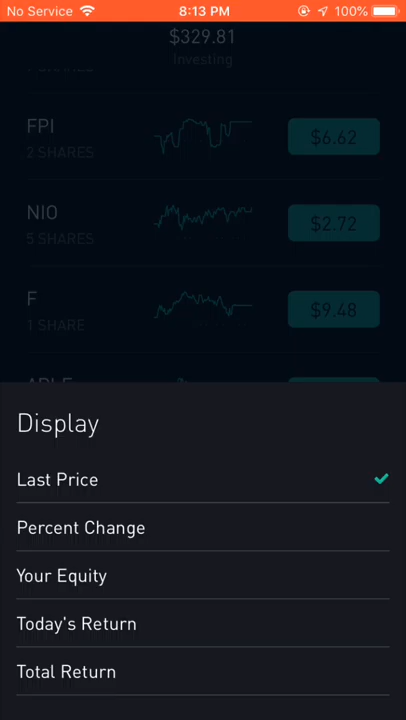 No Service 8:13 PM 100%
$329.81
Investing
FPI $6.62
2 SHARES
NIO $2.72
5 SHARES
F $9.48
1 SHARE
Display
Last Price
Percent Change
Your Equity
Today's Return
Total Return